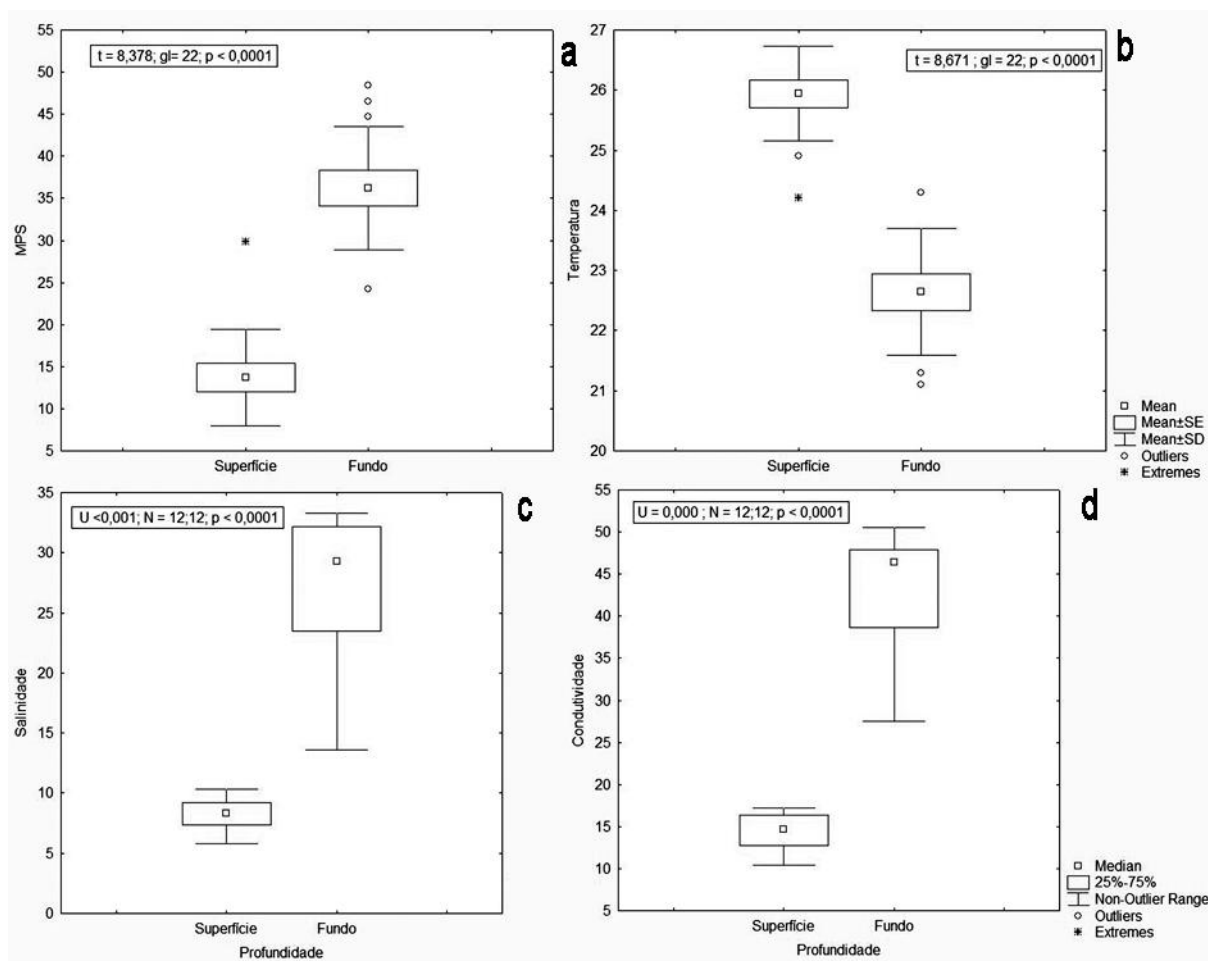 t = 8,378; gl= 22; p < 0,0001
a
55
50
45
40
35
30
25
20
15
10
5
MPS
Superfície Fundo
t = 8,671 ; gl = 22; p < 0,0001
b
27
26
25
24
23
22
21
20
Temperatura
Superfície Fundo
Mean
Mean±SE
Mean±SD
Outliers
Extremes
U <0,001; N = 12;12; p < 0,0001
c
35
30
25
20
15
10
5
0
Salinidade
Superfície Fundo
Profundidade
U = 0,000 ; N = 12;12; p < 0,0001
d
55
50
45
40
35
30
25
20
15
10
5
Condutividade
Superfície Fundo
Profundidade
Median
25%-75%
Non-Outlier Range
Outliers
Extremes